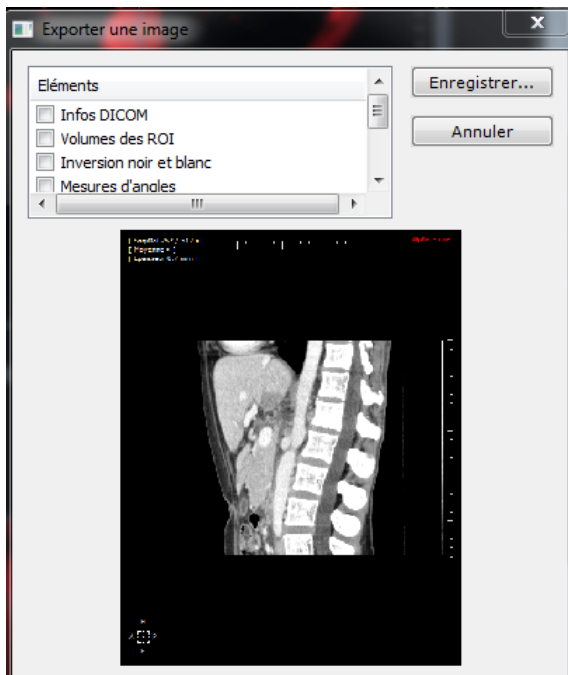 Exporter une image
Eléments
Infos DICOM
Volumes des ROI
Inversion noir et blanc
Mesures d'angles
Enregistrer...
Annuler